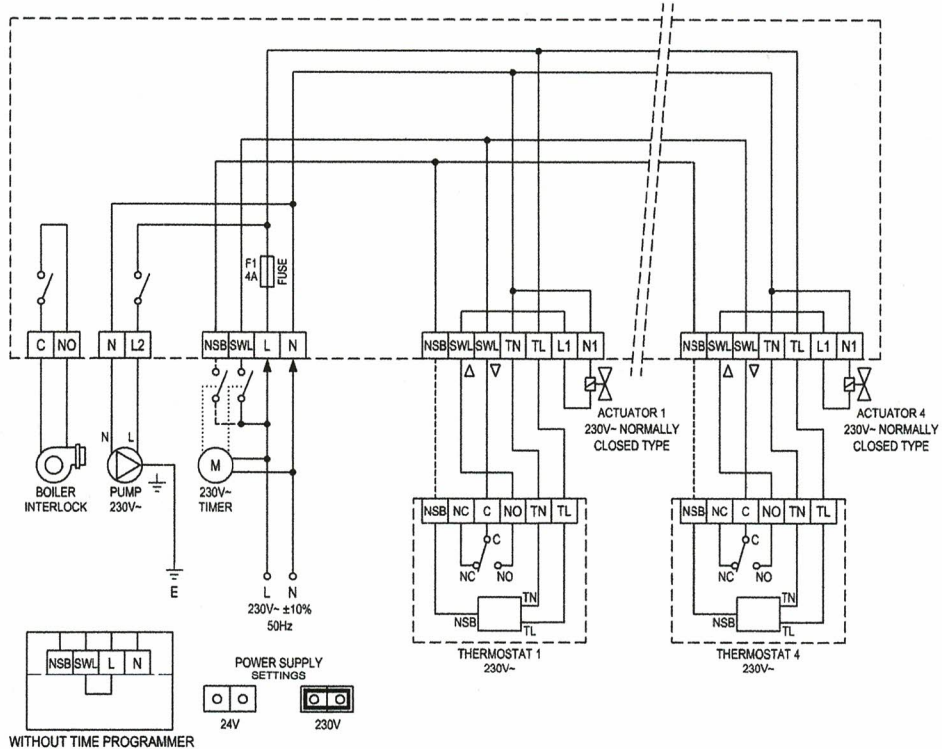 F1
4A
FUSE
C NO
N L2
NSB SWL L N
NSB SWL SWL TN TL L1 N1
NSB SWL SWL TN TL L1 N1
ACTUATOR 1
230V~ NORMALLY
CLOSED TYPE
ACTUATOR 4
230V~ NORMALLY
CLOSED TYPE
N L
M
BOILER
INTERLOCK
PUMP
230V~
230V~
TIMER
NSB NC C NO TN TL
C
NC NO
TN
NSB
TL
THERMOSTAT 1
230V~
NSB NC C NO TN TL
C
NC NO
TN
NSB
TL
THERMOSTAT 4
230V~
E
L N
230V~ ±10%
50Hz
NSB SWL L N
WITHOUT TIME PROGRAMMER
POWER SUPPLY
SETTINGS
24V 230V